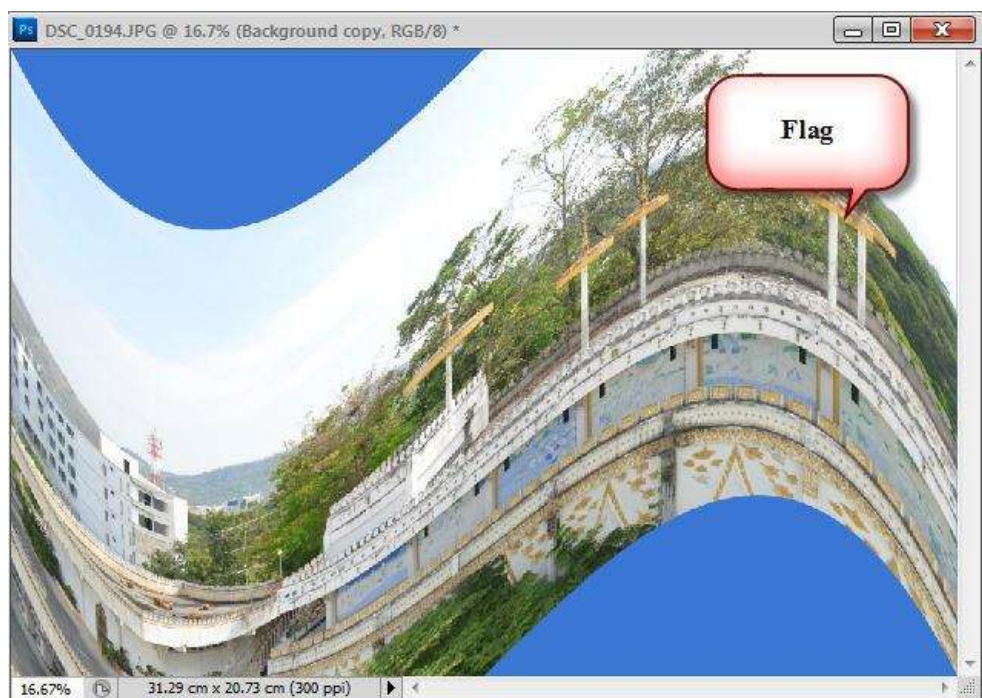 Ps DSC_0194.JPG @ 16.7% (Background copy, RGB/8) *
Flag
16.67% 31.29 cm x 20.73 cm (300 ppi)